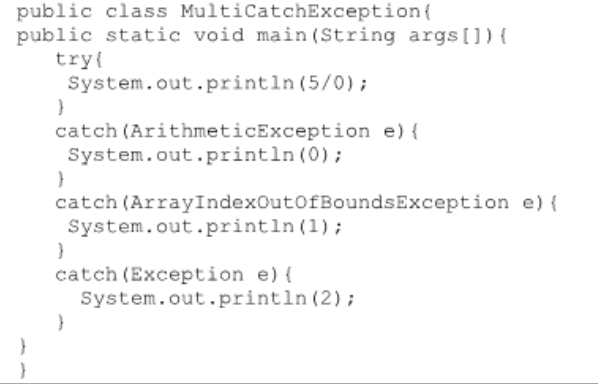 public class MultiCatchException{
public static void main(String args[]){
try{
System.out.println(5/0);
}
catch(ArithmeticException e){
System.out.println(0);
}
catch(ArrayIndexOutOfBoundsException e){
System.out.println(1);
}
catch(Exception e){
System.out.println(2);
}
}
}